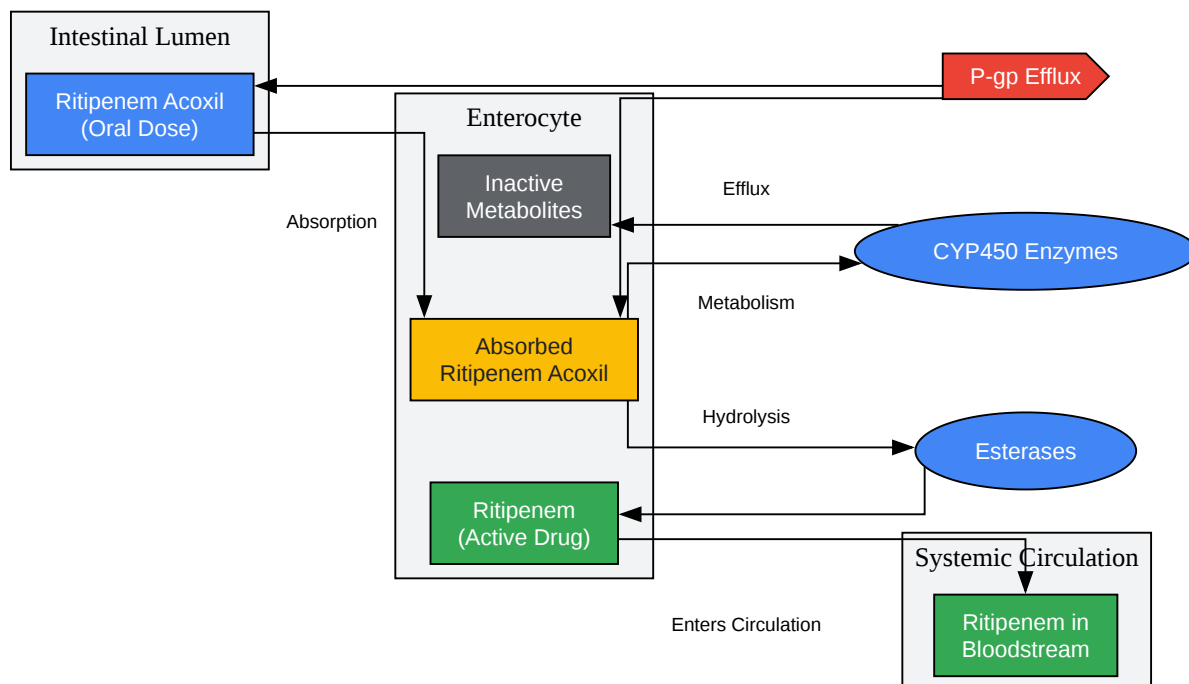 Intestinal Lumen
Ritipenem Acoxil
(Oral Dose)
P-gp Efflux
Enterocyte
Inactive
Metabolites
Efflux
Absorption
CYP450 Enzymes
Metabolism
Absorbed
Ritipenem Acoxil
Hydrolysis
Esterases
Ritipenem
(Active Drug)
Systemic Circulation
Enters Circulation
Ritipenem in
Bloodstream